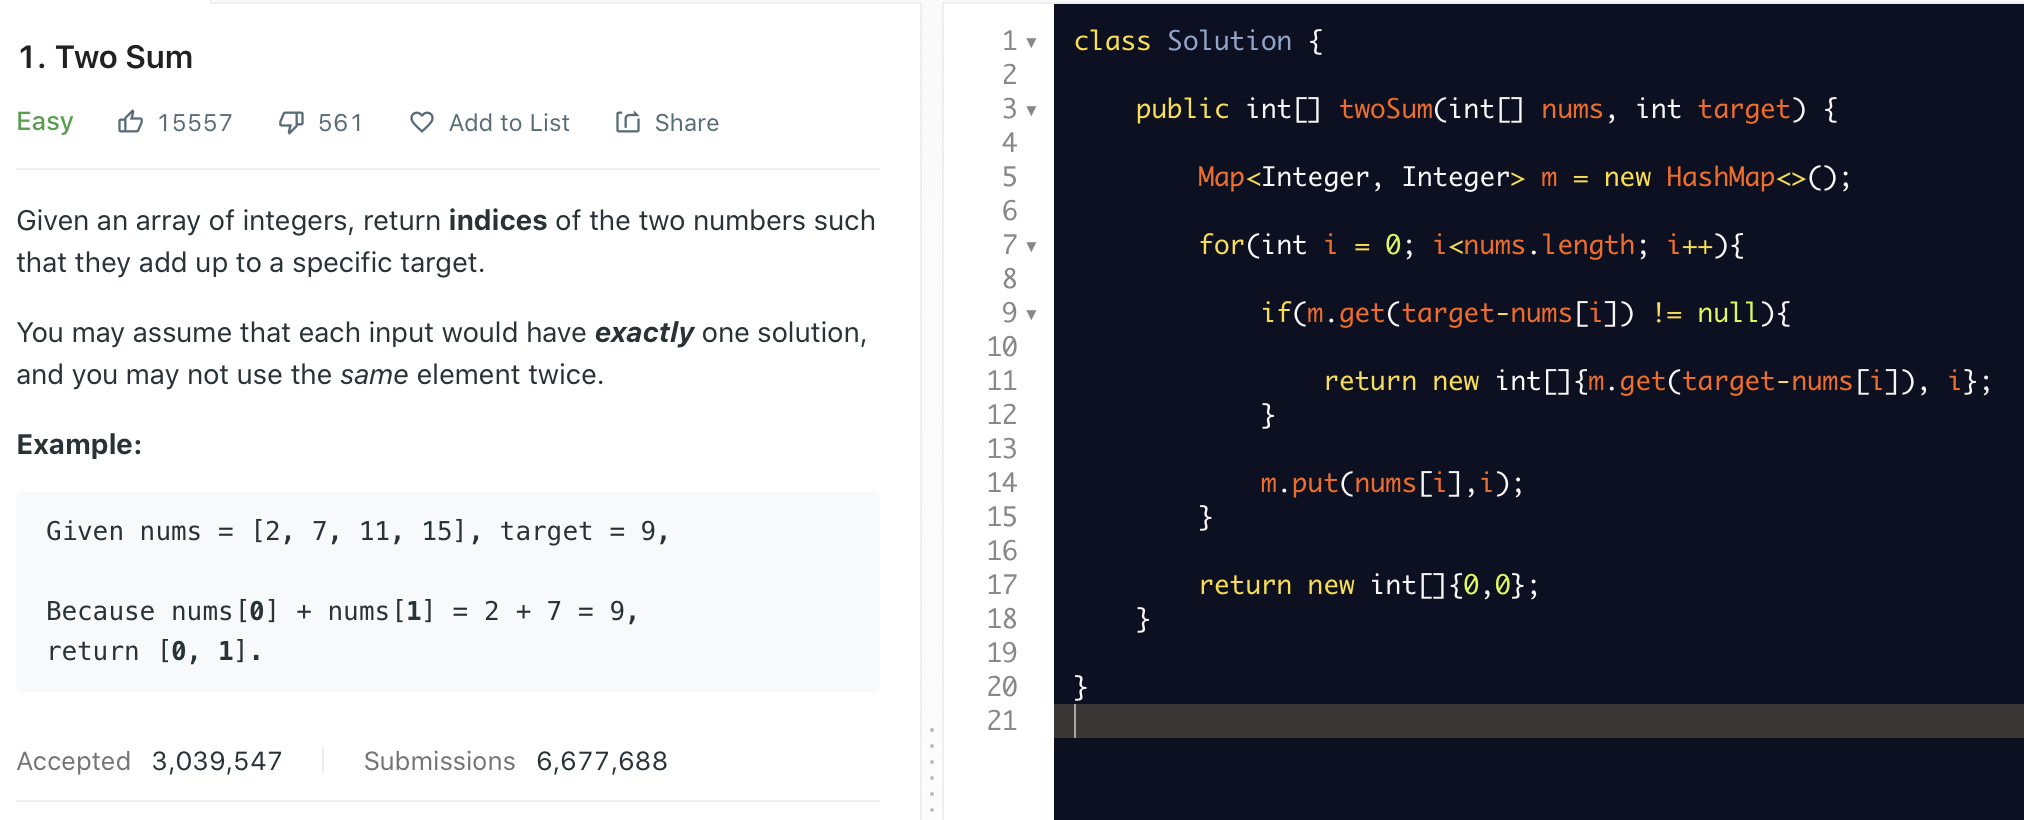 1. Two Sum
Easy 15557 561 Add to List Share
Given an array of integers, return indices of the two numbers such
that they add up to a specific target.
You may assume that each input would have exactly one solution,
and you may not use the same element twice.
Example:
Given nums = [2, 7, 11, 15], target = 9,
Because nums[0] + nums[1] = 2 + 7 = 9,
return [0, 1].
Accepted 3,039,547 Submissions 6,677,688
1 class Solution {
2
3 public int[] twoSum(int[] nums, int target) {
4
5 Map<Integer, Integer> m = new HashMap<>();
6
7 for(int i = 0; i<nums.length; i++){
8
9 if(m.get(target-nums[i]) != null){
10
11 return new int[]{m.get(target-nums[i]), i};
12 }
13
14 m.put(nums[i],i);
15 }
16
17 return new int[]{0,0};
18 }
19
20 }
21